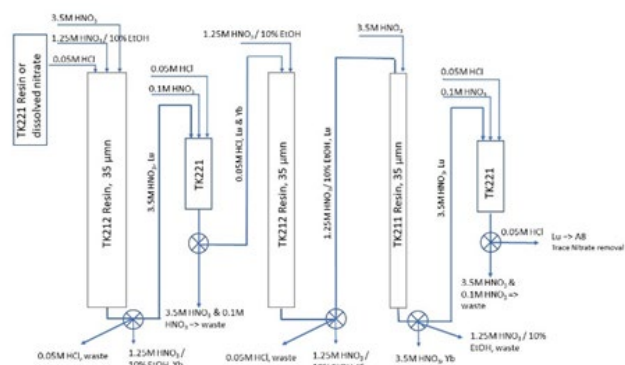 3.5M HNO3
1.25M HNO3/ 10% EtOH
0.05M HCl
TK221 Resin or
dissolved nitrate
TK212 Resin, 35 µmn
3.5M HNO3, Lu
0.05M HCl
0.1M HNO3
TK221
3.5M HNO3 & 0.1M
HNO3 -> waste
0.05M HCl, waste
1.25M HNO3 /
10% EtOH, Yb
0.05M HCl, Lu & Yb
1.25M HNO3 / 10% EtOH
TK212 Resin, 35 µmn
1.25M HNO3/ 10% EtOH, Lu
0.05M HCl, waste
1.25M HNO3 /
3.5M HNO3
TK211 Resin, 35 µmn
3.5M HNO3, Lu
0.05M HCl
0.1M HNO3
TK221
0.05M HCl
Lu -> AB
Trace Nitrate removal
3.5M HNO3 &
0.1M HNO3 =>
waste
1.25M HNO3 / 10%
EtOH, waste
3.5M HNO3, Yb